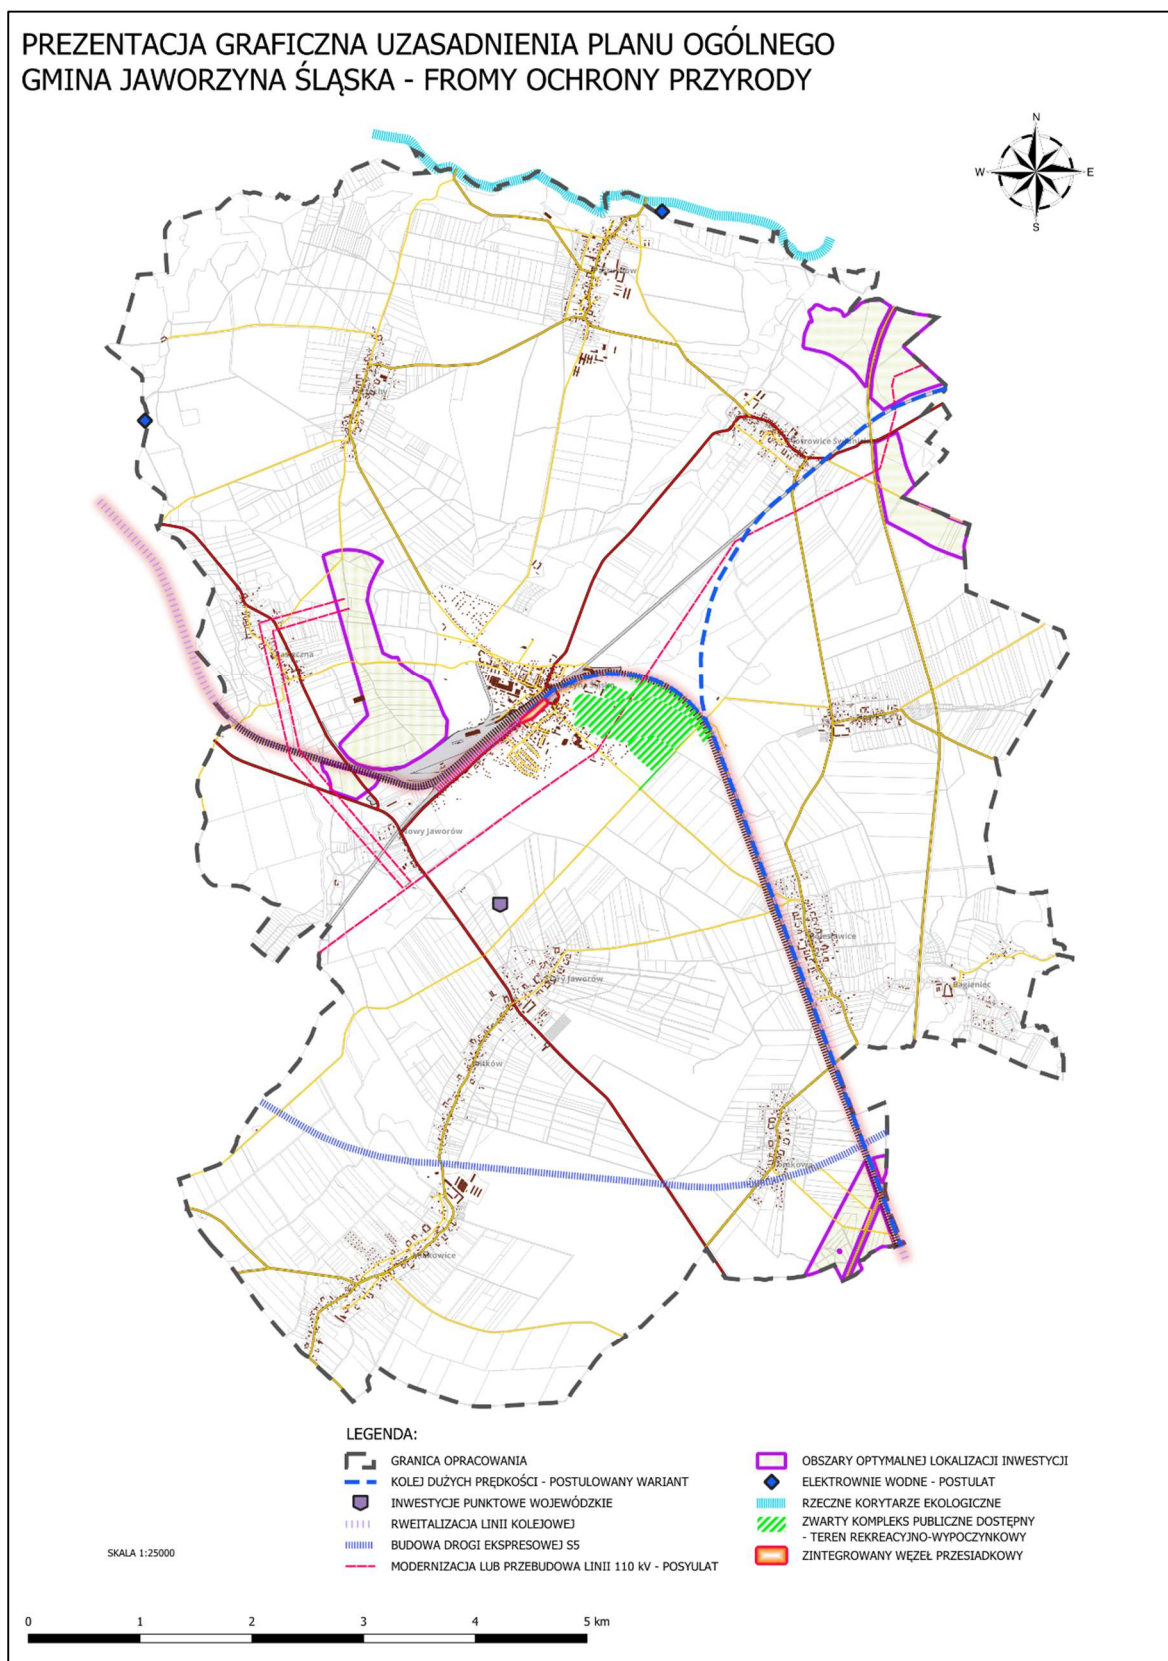 PREZENTACJA GRAFICZNA UZASADNIENIA PLANU OGÓLNEGO
GMINA JAWORZYNA ŚLĄSKA - FROMY OCHRONY PRZYRODY
N
W
E
S
Nowy Jaworów
Jaworów
Bagieniec
LEGENDA:
GRANICA OPRACOWANIA
KOLEJ DUŻYCH PRĘDKOŚCI - POSTULOWANY WARIANT
INWESTYCJE PUNKTOWE WOJEWÓDZKIE
RWEITALIZACJA LINII KOLEJOWEJ
BUDOWA DROGI EKSPRESOWEJ S5
MODERNIZACJA LUB PRZEBUDOWA LINII 110 kV - POSYULAT
OBSZARY OPTYMALNEJ LOKALIZACJI INWESTYCJI
ELEKTROWNIE WODNE - POSTULAT
RZECZNE KORYTARZE EKOLOGICZNE
ZWARTY KOMPLEKS PUBLICZNE DOSTĘPNY
- TEREN REKREACYJNO-WYPOCZYNKOWY
ZINTEGROWANY WĘZEŁ PRZESIADKOWY
SKALA 1:25000
0 1 2 3 4 5 km